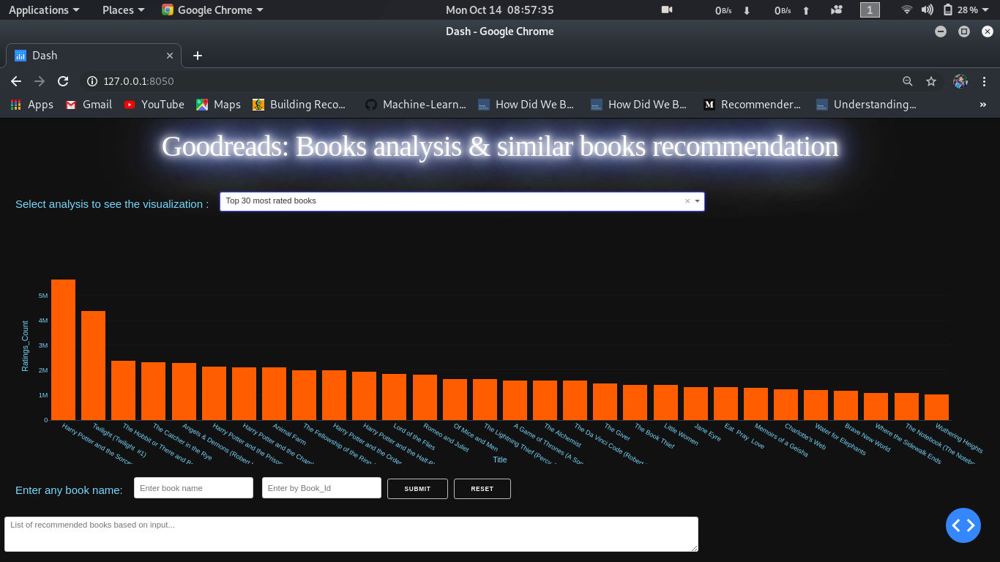 Applications Places Google Chrome Mon Oct 14 08:57:35 0B/s 0B/s 1 28 %
Dash - Google Chrome
Dash
127.0.0.1:8050
Apps Gmail YouTube Maps Building Reco... Machine-Learn... How Did We B... How Did We B... Recommender... Understanding... »
Goodreads: Books analysis & similar books recommendation
Select analysis to see the visualization : Top 30 most rated books
5M
4M
3M
2M
1M
0
Ratings_Count
Harry Potter and the Sorce
Twilight (Twilight #1)
The Hobbit or There and
The Catcher in the Rye
Angels & Demons (Robert
Harry Potter and the Priso
Harry Potter and the Cham
Animal Farm
The Fellowship of the Ring
Harry Potter and the Order
Harry Potter and the Half-Bl
Lord of the Flies
Romeo and Juliet
Of Mice and Men
The Lightning Thief (Percy
A Game of Thrones (A So
The Alchemist
The Da Vinci Code (Robert
The Giver
The Book Thief
Little Women
Jane Eyre
Eat Pray Love
Memoirs of a Geisha
Charlotte's Web
Water for Elephants
Brave New World
Where the Sidewalk Ends
The Notebook (The Noteb
Wuthering Heights
Title
Enter any book name: Enter book name Enter by Book_Id SUBMIT RESET
List of recommended books based on input...